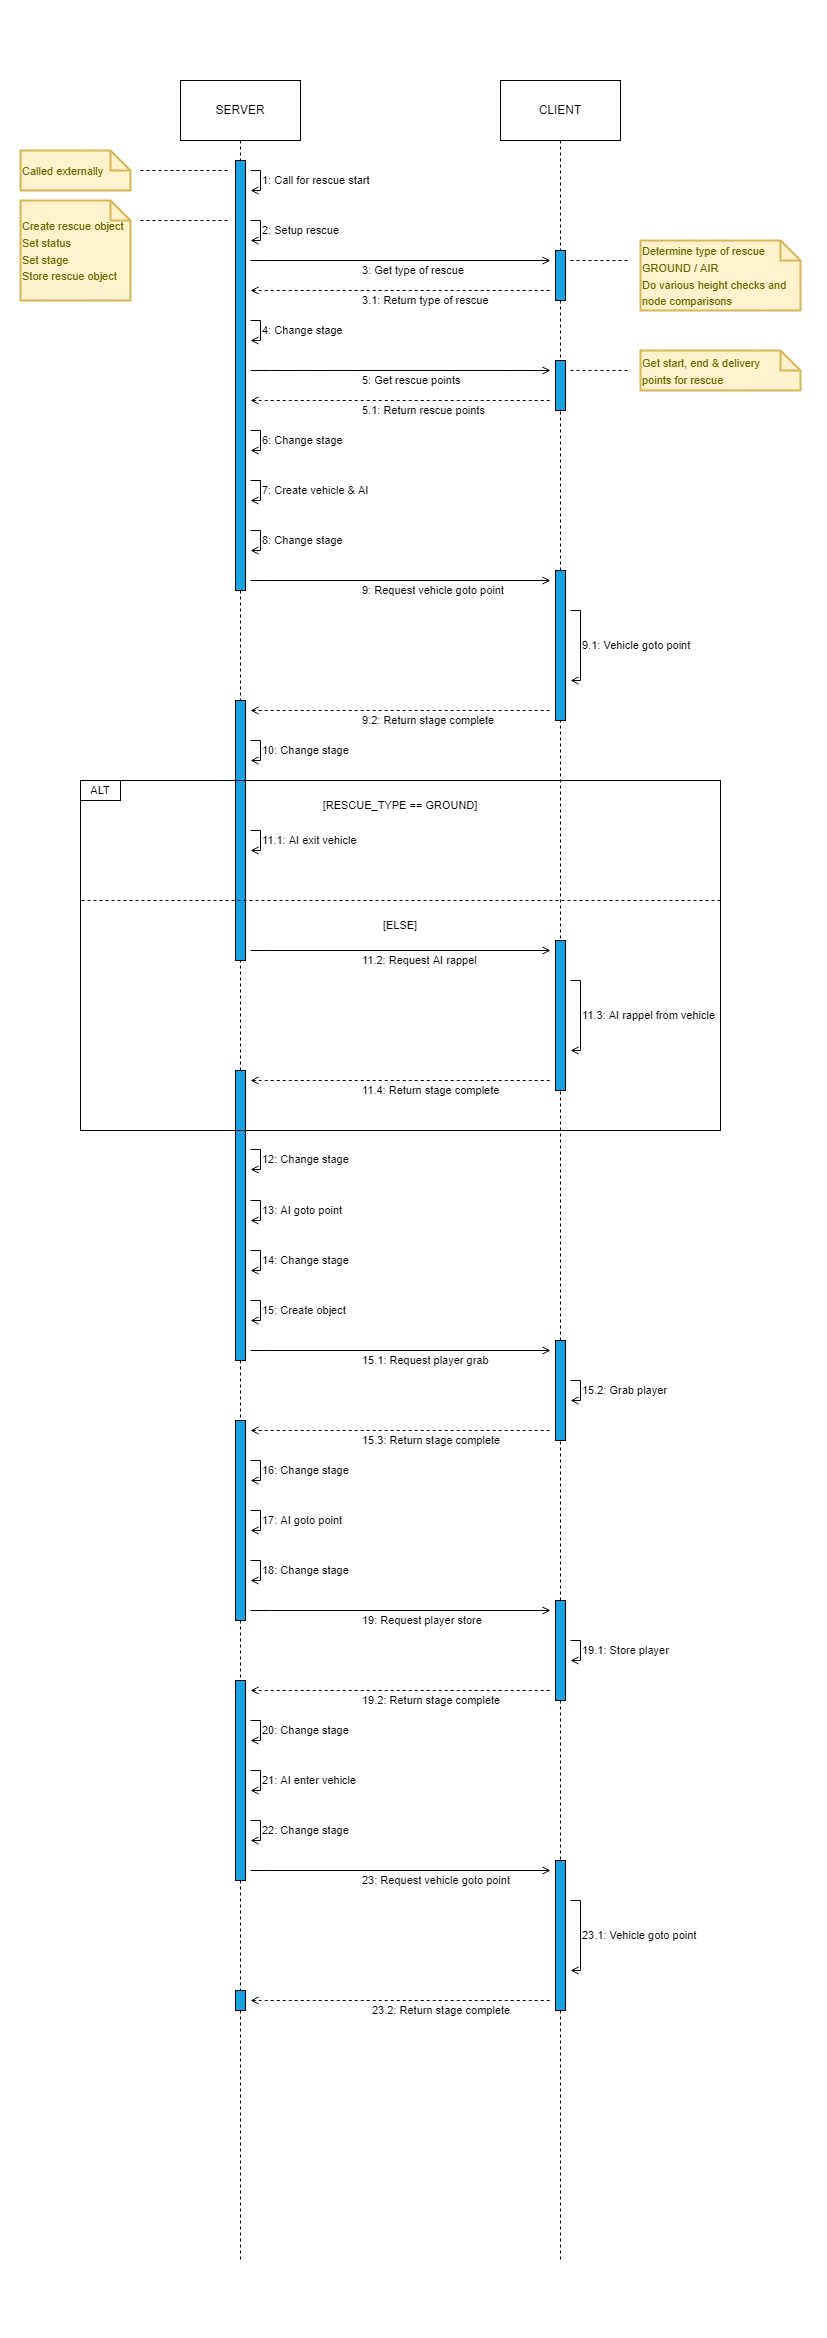 SERVER
CLIENT
Called externally
1: Call for rescue start
Create rescue object
Set status
Set stage
Store rescue object
2: Setup rescue
Determine type of rescue
GROUND / AIR
Do various height checks and
node comparisons
3: Get type of rescue
3.1: Return type of rescue
4: Change stage
Get start, end & delivery
points for rescue
5: Get rescue points
5.1: Return rescue points
6: Change stage
7: Create vehicle & AI
8: Change stage
9: Request vehicle goto point
9.1: Vehicle goto point
9.2: Return stage complete
10: Change stage
ALT
[RESCUE_TYPE == GROUND]
11.1: AI exit vehicle
[ELSE]
11.2: Request AI rappel
11.3: AI rappel from vehicle
11.4: Return stage complete
12: Change stage
13: AI goto point
14: Change stage
15: Create object
15.1: Request player grab
15.2: Grab player
15.3: Return stage complete
16: Change stage
17: AI goto point
18: Change stage
19: Request player store
19.1: Store player
19.2: Return stage complete
20: Change stage
21: AI enter vehicle
22: Change stage
23: Request vehicle goto point
23.1: Vehicle goto point
23.2: Return stage complete